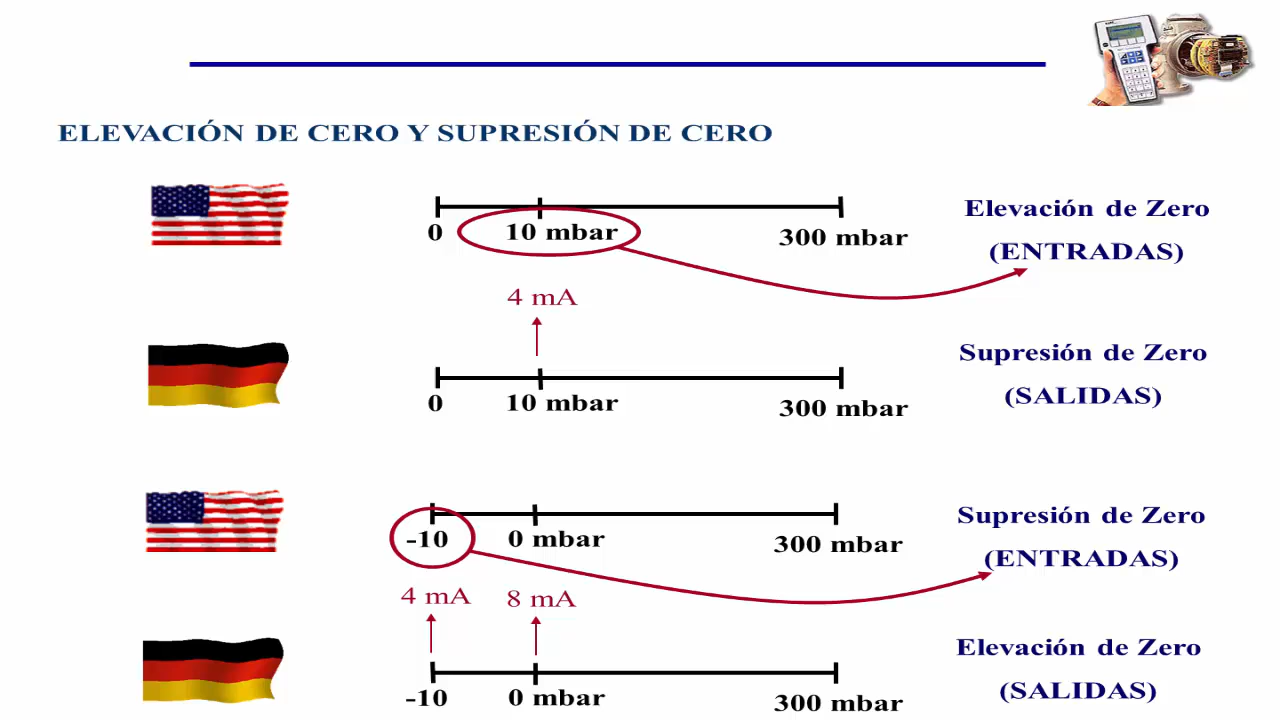 ELEVACIÓN DE CERO Y SUPRESIÓN DE CERO
Elevación de Zero
0 10 mbar 300 mbar
(ENTRADAS)
4 mA
Supresión de Zero
0 10 mbar 300 mbar
(SALIDAS)
Supresión de Zero
-10 0 mbar 300 mbar
(ENTRADAS)
4 mA 8 mA
Elevación de Zero
-10 0 mbar 300 mbar
(SALIDAS)